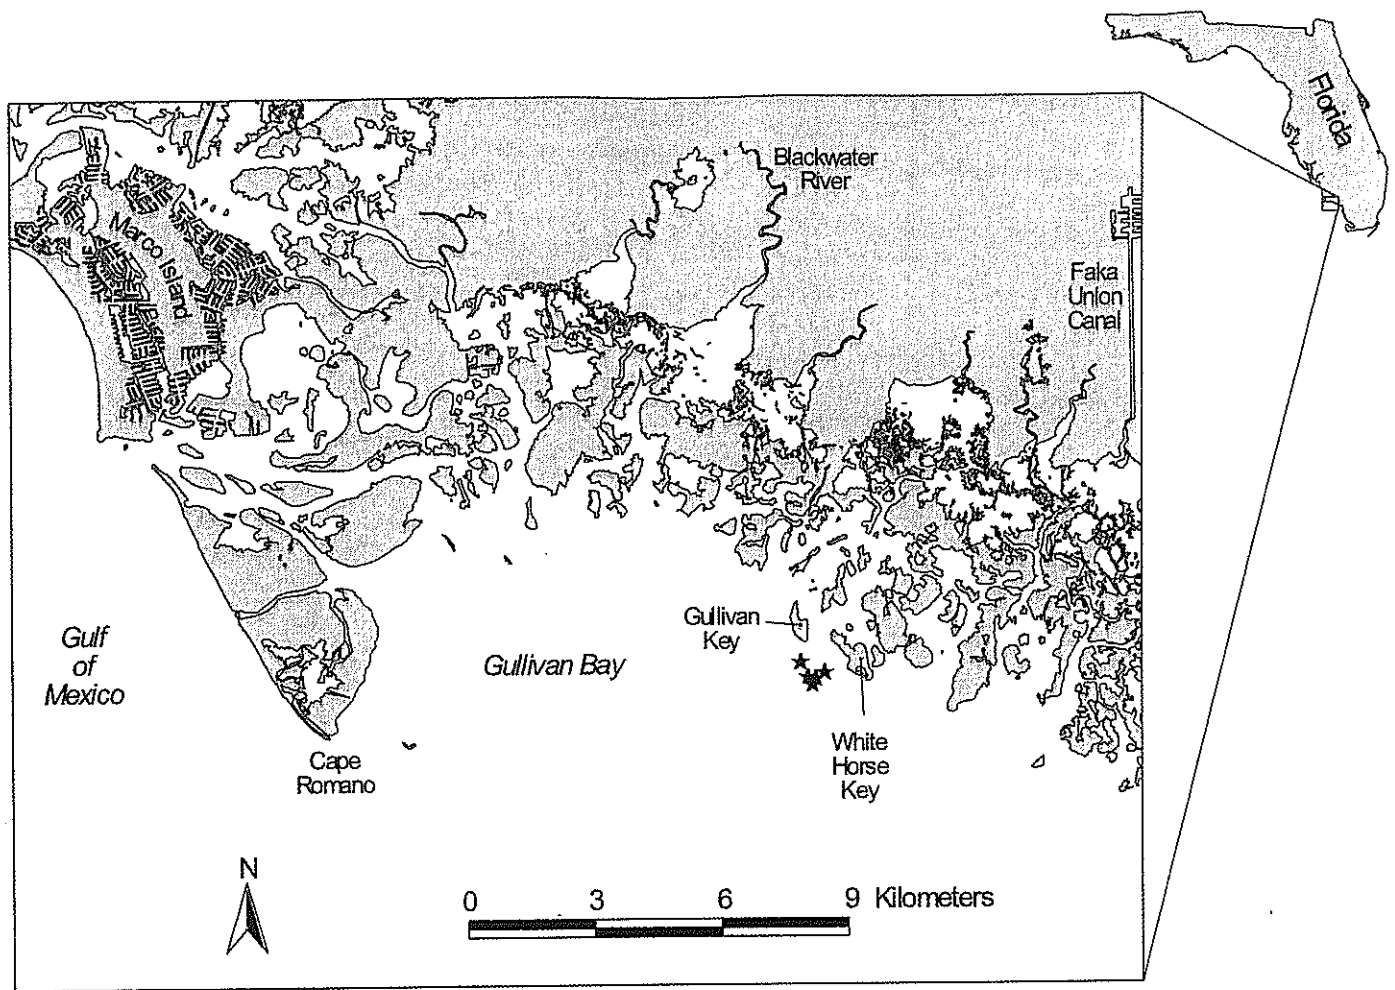 Florida
Blackwater
River
Marco Island
Faka
Union
Canal
Gullivan
Key
Gulf
of
Mexico
Gullivan Bay
White
Horse
Key
Cape
Romano
N
0 3 6 9 Kilometers